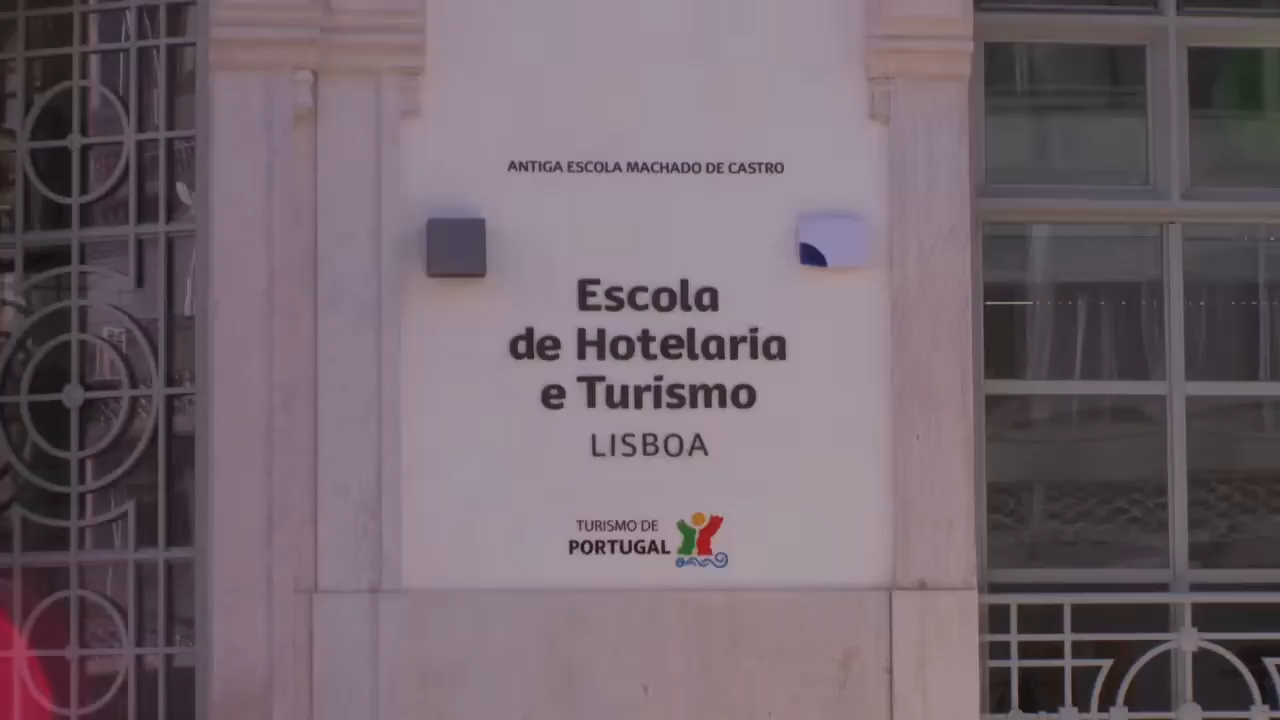 ANTIGA ESCOLA MACHADO DE CASTRO
Escola
de Hotelaria
e Turismo
LISBOA
TURISMO DE
PORTUGAL